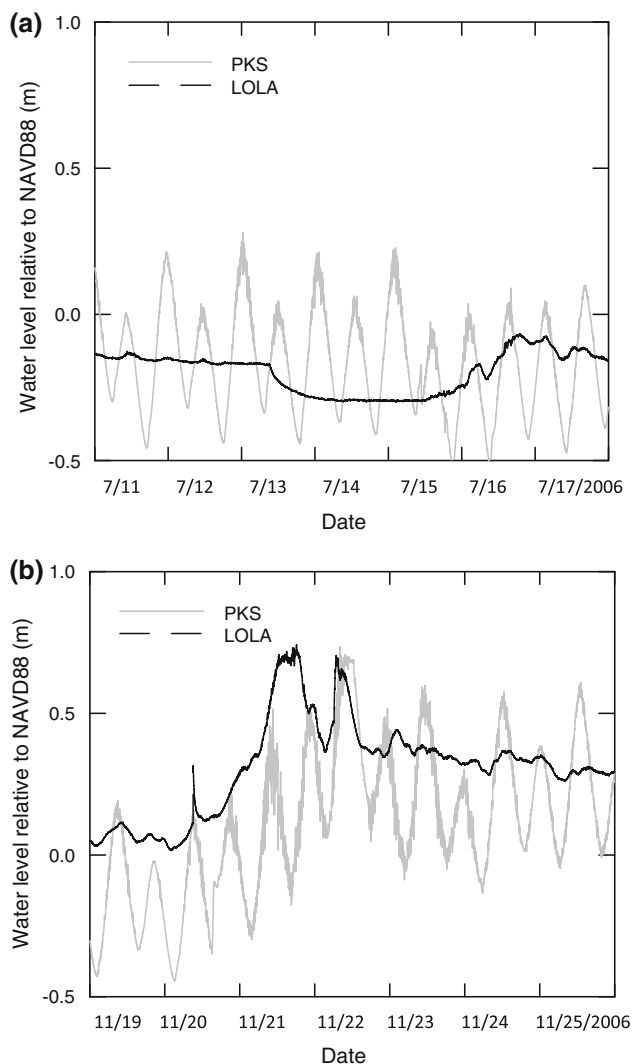 (a)
1.0
PKS
LOLA
0.5
0.0
-0.5
Water level relative to NAVD88 (m)
7/11 7/12 7/13 7/14 7/15 7/16 7/17/2006
Date
(b)
1.0
PKS
LOLA
0.5
0.0
-0.5
Water level relative to NAVD88 (m)
11/19 11/20 11/21 11/22 11/23 11/24 11/25/2006
Date